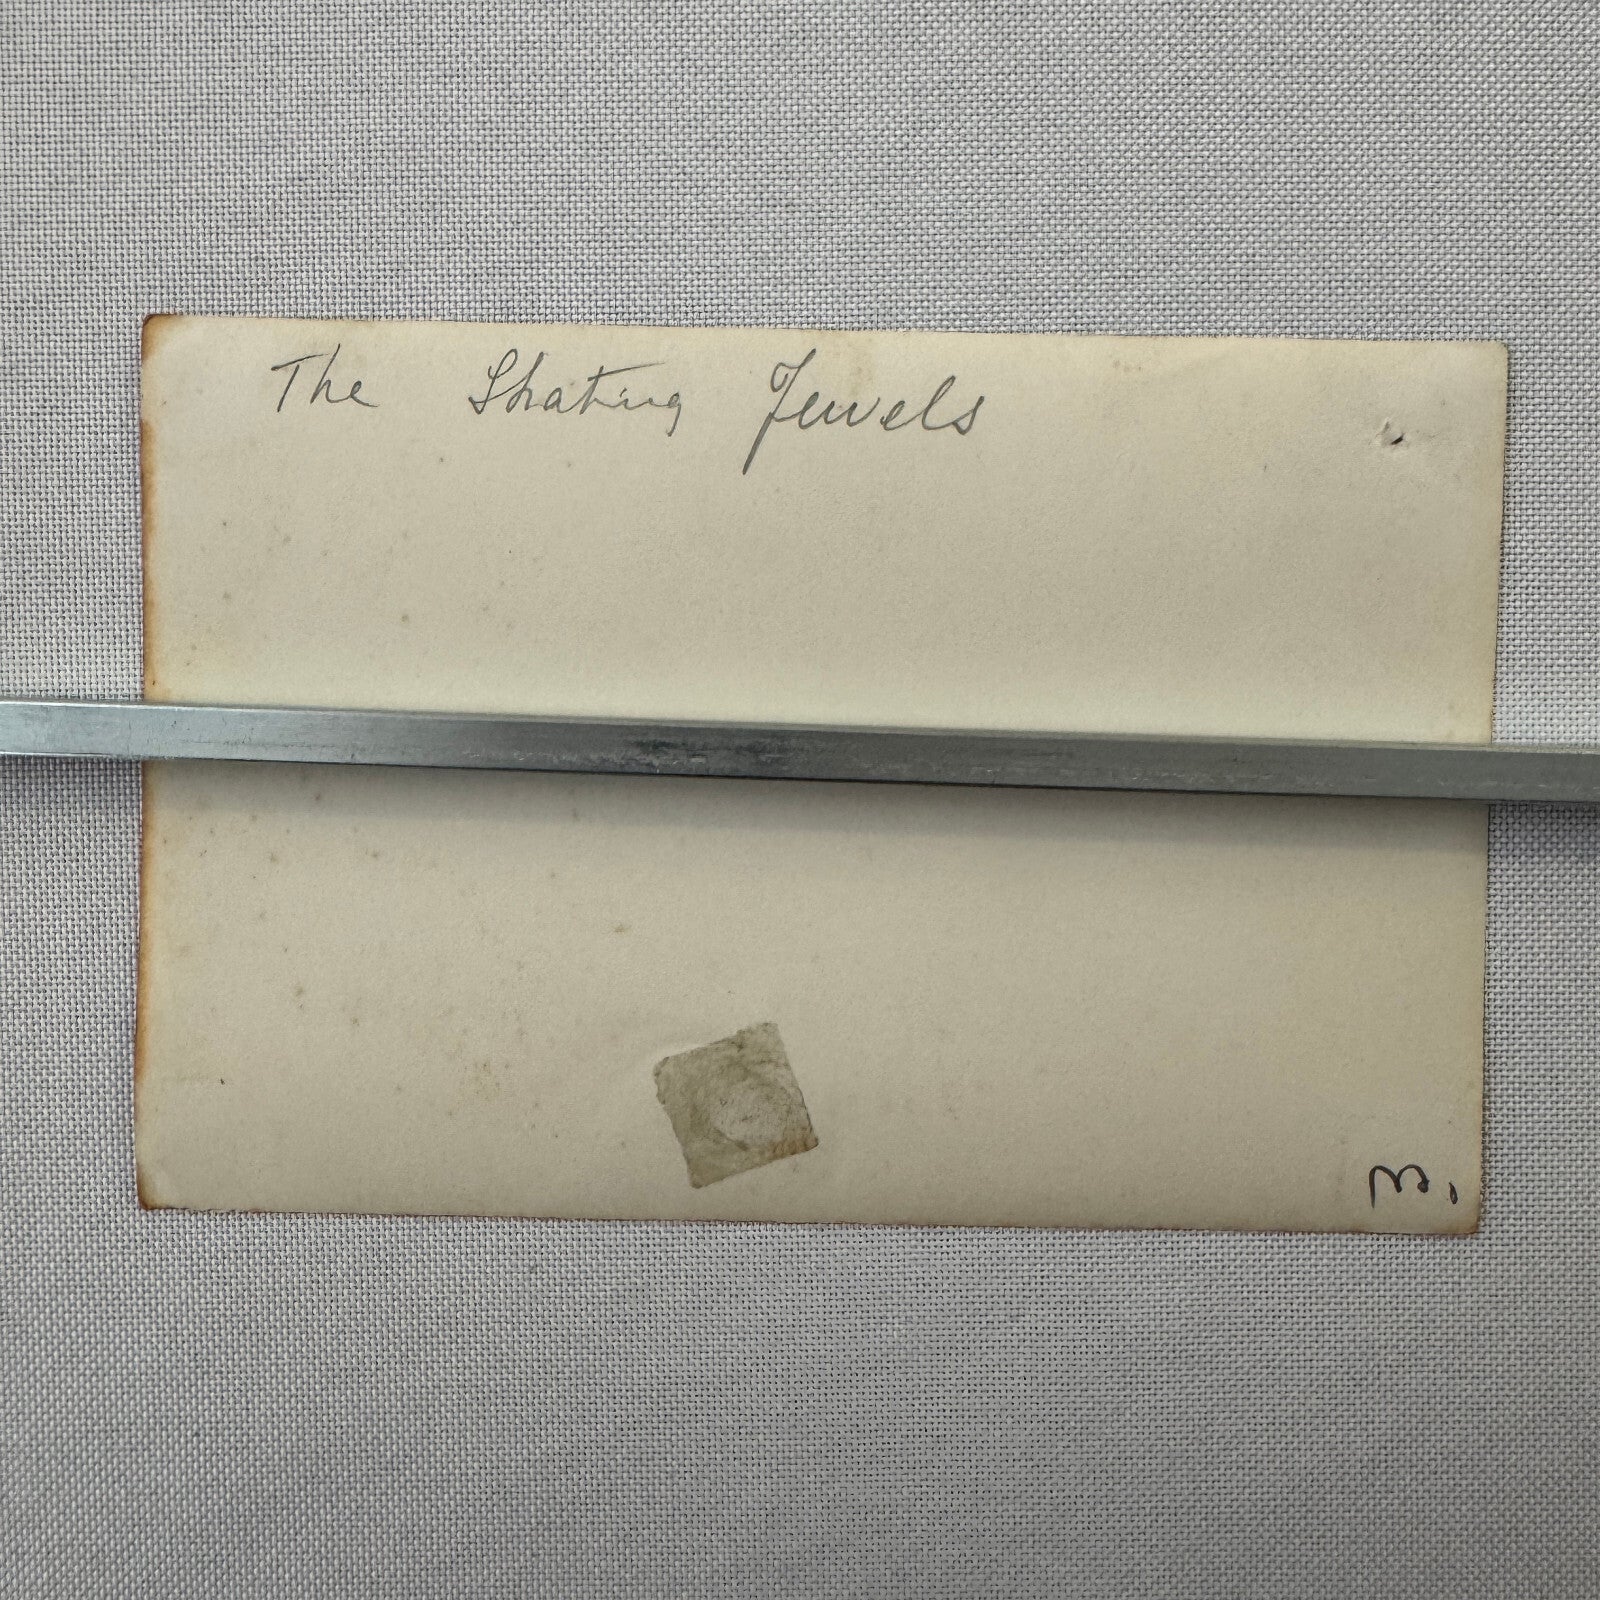 The Skating Jewels
M.